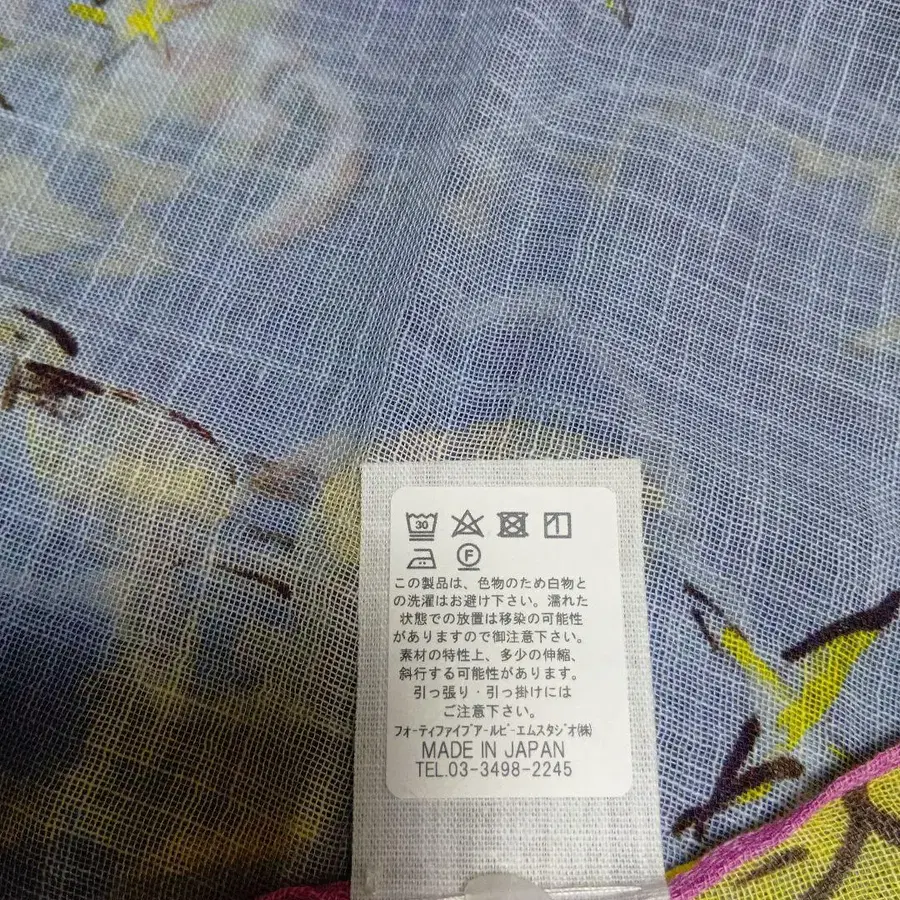 30
F
この製品は、色物のため白物と
の洗濯はお避け下さい。濡れた
状態での放置は移染の可能性
がありますので御注意下さい。
素材の特性上、多少の伸縮、
斜行する可能性があります。
引っ張り・引っ掛けには
ご注意下さい。
フォーティファイブアールピーエムスタジオ㈱
MADE IN JAPAN
TEL.03-3498-2245